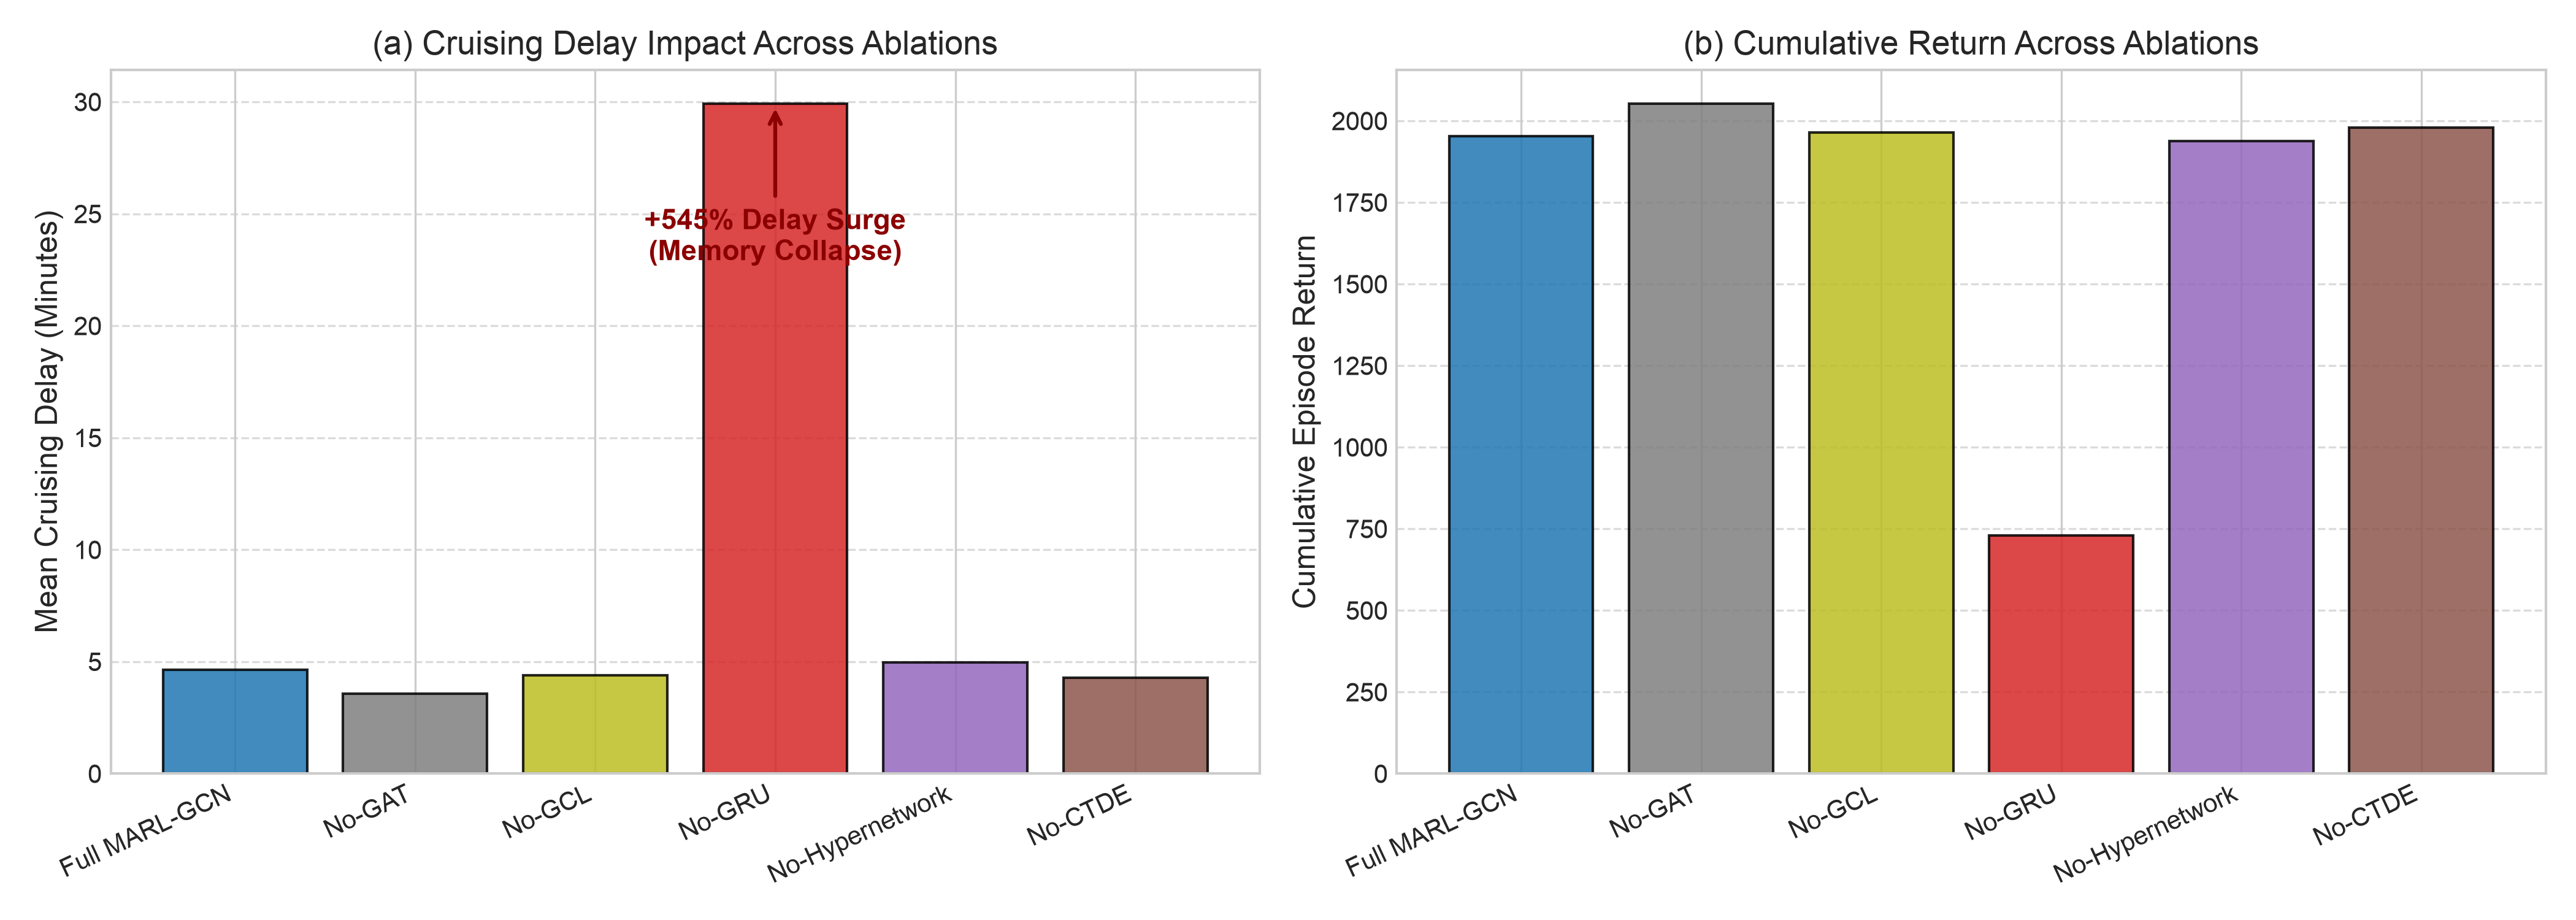 (a) Cruising Delay Impact Across Ablations
Mean Cruising Delay (Minutes)
30
25
20
15
10
5
0
+545% Delay Surge
(Memory Collapse)
Full MARL-GCN
No-GAT
No-GCL
No-GRU
No-Hypernetwork
No-CTDE
(b) Cumulative Return Across Ablations
Cumulative Episode Return
2000
1750
1500
1250
1000
750
500
250
0
Full MARL-GCN
No-GAT
No-GCL
No-GRU
No-Hypernetwork
No-CTDE